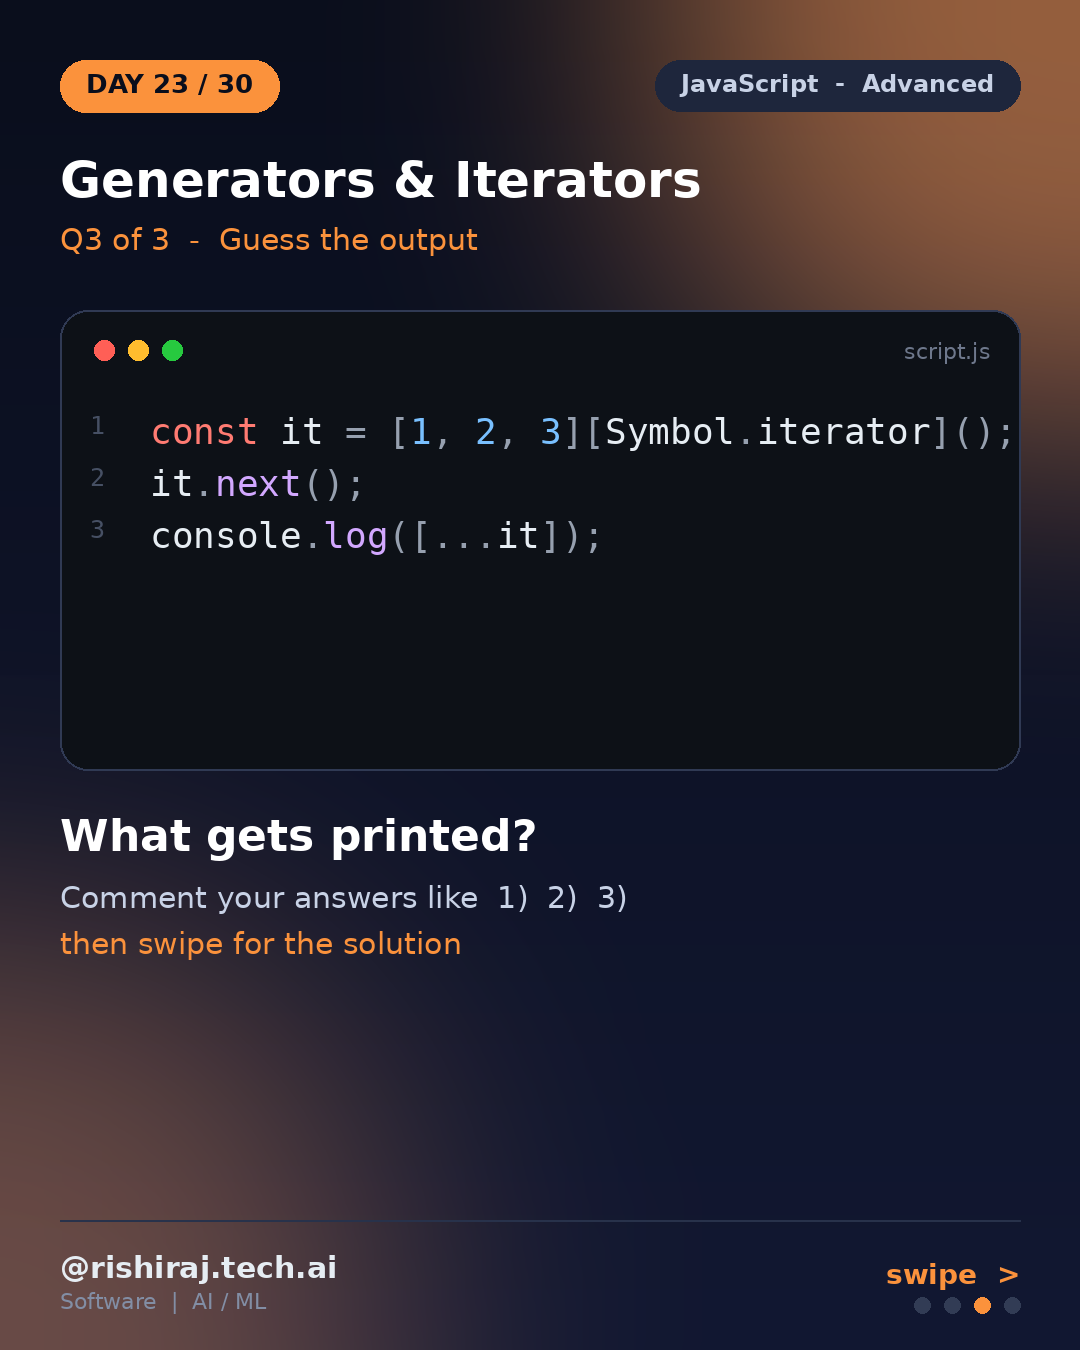 DAY 23 / 30
JavaScript - Advanced
Generators & Iterators
Q3 of 3 - Guess the output
script.js
1 const it = [1, 2, 3][Symbol.iterator]();
2 it.next();
3 console.log([...it]);
What gets printed?
Comment your answers like 1) 2) 3)
then swipe for the solution
@rishiraj.tech.ai
Software | AI / ML
swipe >